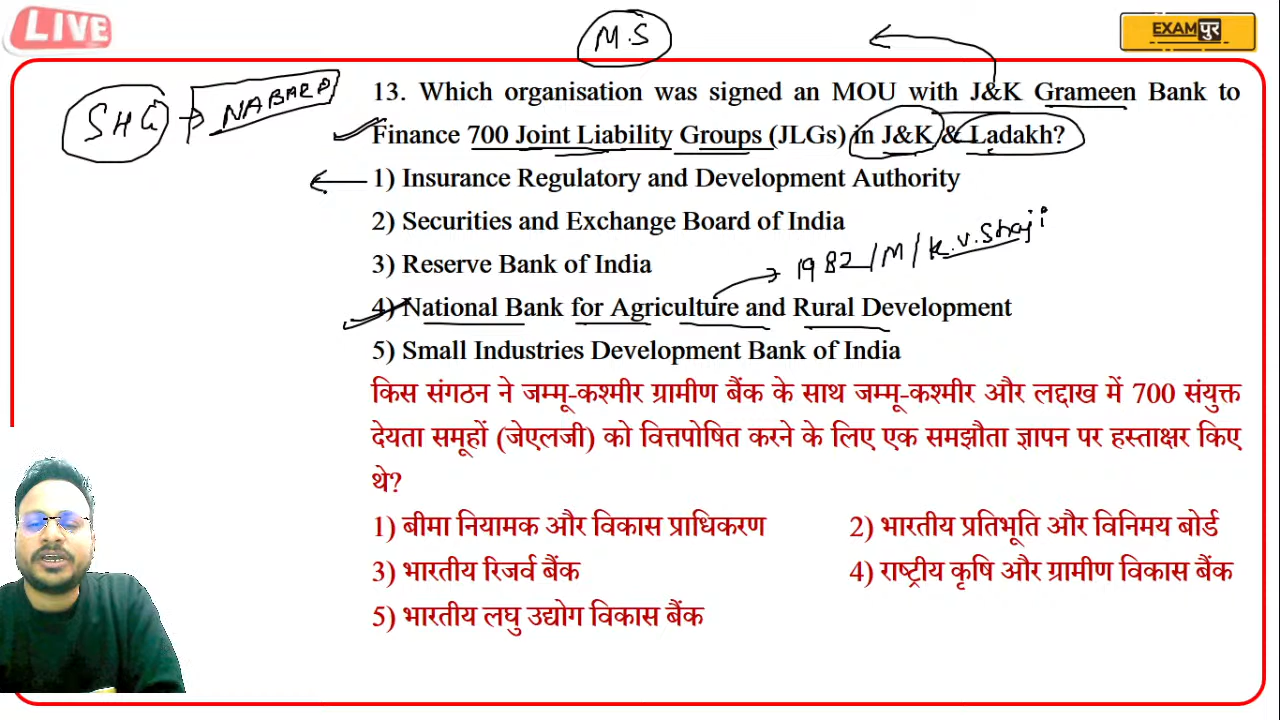 LIVE
M.S
EXAMपुर
SHG → NABARD
13. Which organisation was signed an MOU with J&K Grameen Bank to
Finance 700 Joint Liability Groups (JLGs) in J&K & Ladakh?
1) Insurance Regulatory and Development Authority
2) Securities and Exchange Board of India
3) Reserve Bank of India
1982/M/K.V.Shaji
4) National Bank for Agriculture and Rural Development
5) Small Industries Development Bank of India
किस संगठन ने जम्मू-कश्मीर ग्रामीण बैंक के साथ जम्मू-कश्मीर और लद्दाख में 700 संयुक्त
देयता समूहों (जेएलजी) को वित्तपोषित करने के लिए एक समझौता ज्ञापन पर हस्ताक्षर किए
थे?
1) बीमा नियामक और विकास प्राधिकरण 2) भारतीय प्रतिभूति और विनिमय बोर्ड
3) भारतीय रिजर्व बैंक 4) राष्ट्रीय कृषि और ग्रामीण विकास बैंक
5) भारतीय लघु उद्योग विकास बैंक